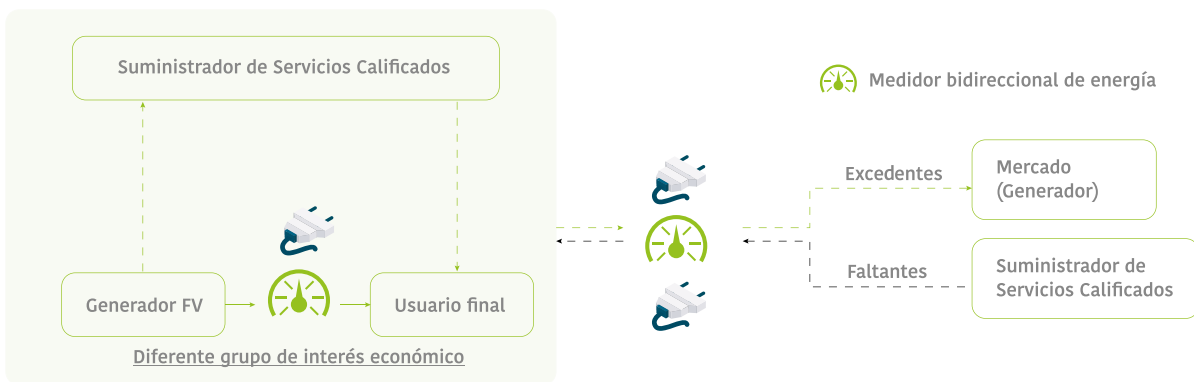 Suministrador de Servicios Calificados
Medidor bidireccional de energía
Excedentes
Mercado
(Generador)
Faltantes
Suministrador de
Servicios Calificados
Generador FV
Usuario final
Diferente grupo de interés económico